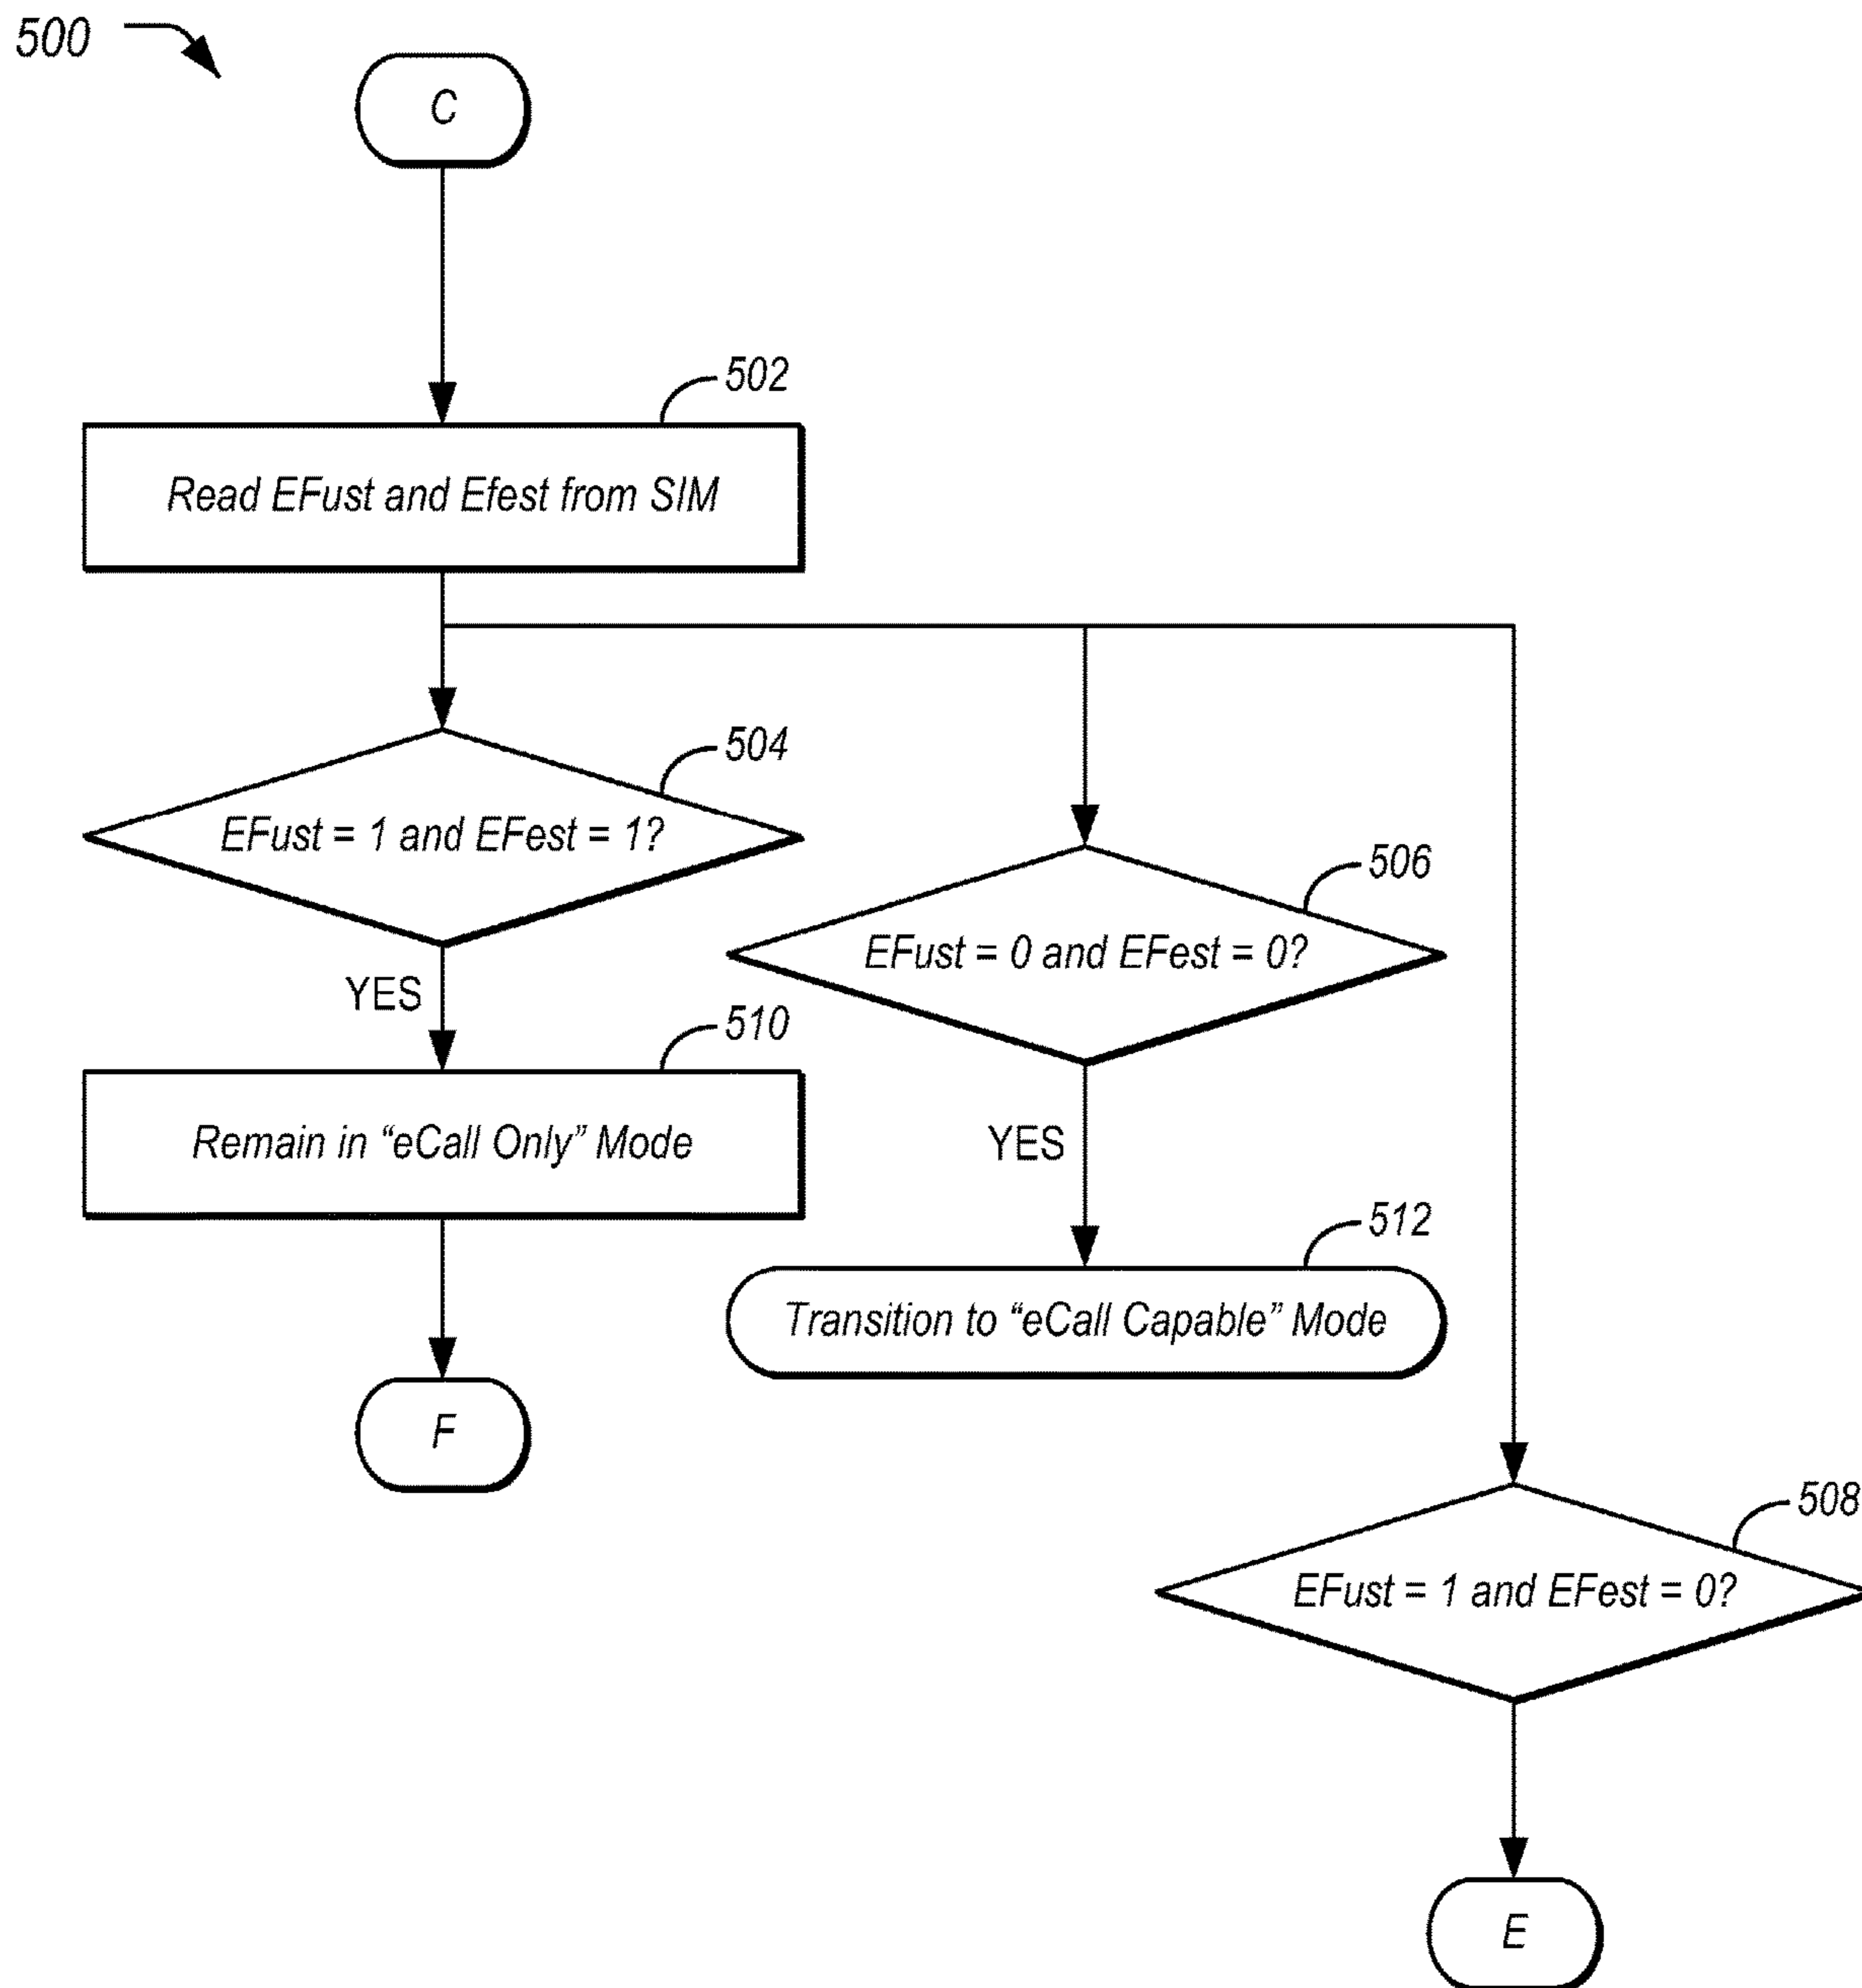 500
C
502
Read EFust and Efest from SIM
504
EFust = 1 and EFest = 1?
506
EFust = 0 and EFest = 0?
YES
510
Remain in “eCall Only” Mode
YES
512
Transition to “eCall Capable” Mode
F
508
EFust = 1 and EFest = 0?
E